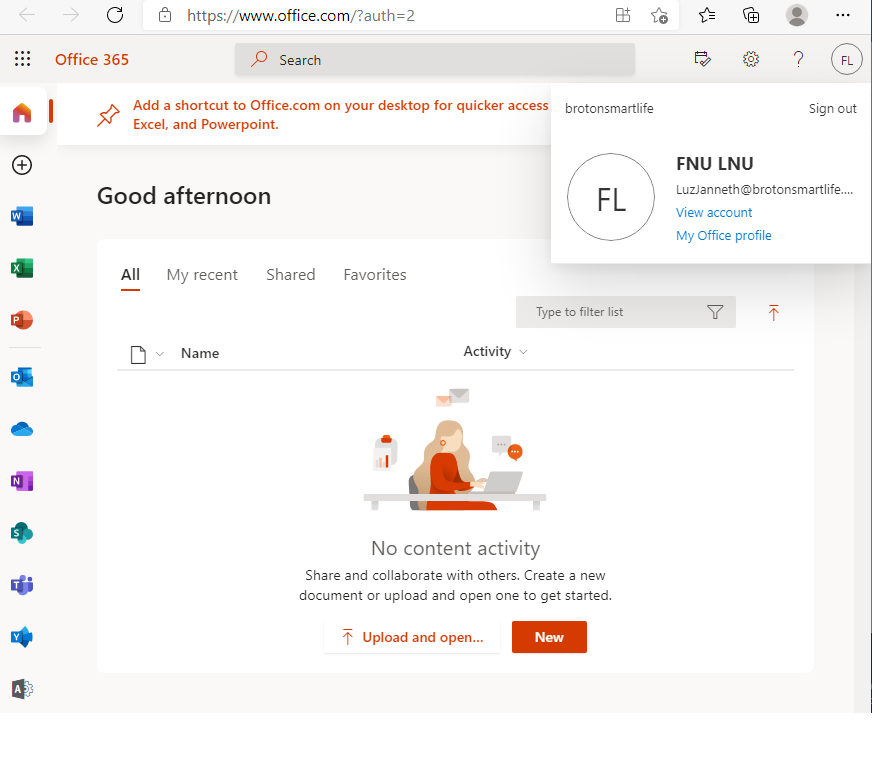 https://www.office.com/?auth=2
Office 365
Search
FL
Add a shortcut to Office.com on your desktop for quicker access
Excel, and Powerpoint.
brotonsmartlife
Sign out
FL
FNU LNU
LuzJanneth@brotonsmartlife....
View account
My Office profile
Good afternoon
All
My recent
Shared
Favorites
Type to filter list
Name
Activity
No content activity
Share and collaborate with others. Create a new
document or upload and open one to get started.
Upload and open...
New
W
X
P
O
N
S
T
Y
A